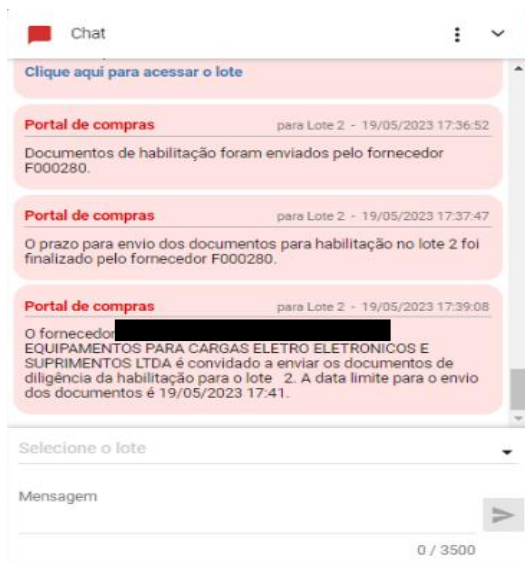 Chat
Clique aqui para acessar o lote
Portal de compras para Lote 2 - 19/05/2023 17:36:52
Documentos de habilitação foram enviados pelo fornecedor
F000280.
Portal de compras para Lote 2 - 19/05/2023 17:37:47
O prazo para envio dos documentos para habilitação no lote 2 foi
finalizado pelo fornecedor F000280.
Portal de compras para Lote 2 - 19/05/2023 17:39:08
O fornecedor
EQUIPAMENTOS PARA CARGAS ELETRO ELETRONICOS E
SUPRIMENTOS LTDA é convidado a enviar os documentos de
diligência da habilitação para o lote 2. A data limite para o envio
dos documentos é 19/05/2023 17:41.
Selecione o lote
Mensagem
0 / 3500